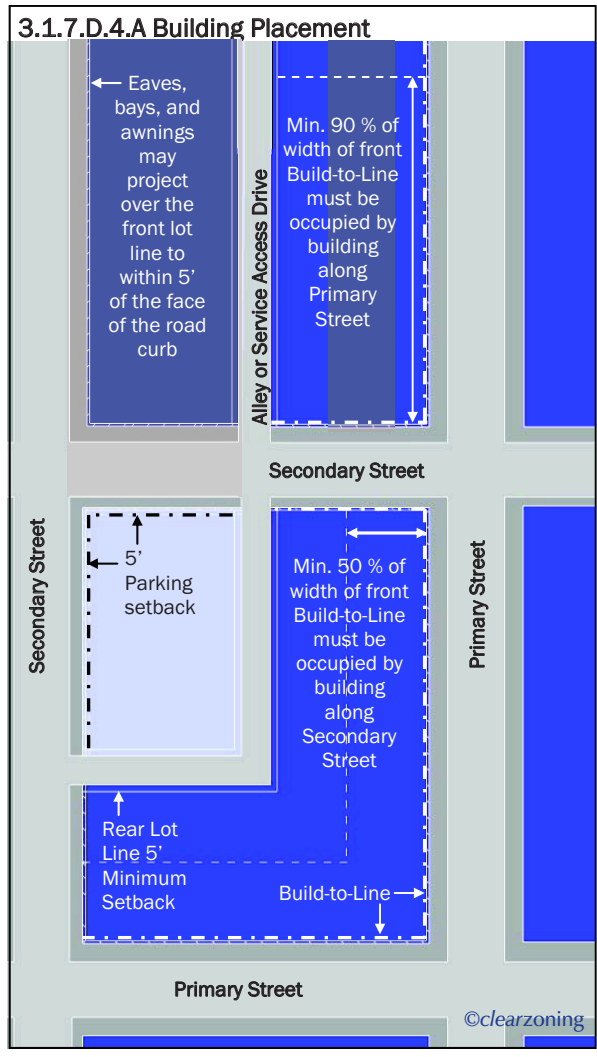 3.1.7.D.4.A Building Placement
Eaves,
bays, and
awnings
may
project
over the
front lot
line to
within 5’
of the face
of the road
curb
Alley or Service Access Drive
Min. 90 % of
width of front
Build-to-Line
must be
occupied by
building
along
Primary
Street
Secondary Street
Secondary Street
5’
Parking
setback
Min. 50 % of
width of front
Build-to-Line
must be
occupied by
building
along
Secondary
Street
Primary Street
Rear Lot
Line 5’
Minimum
Setback
Build-to-Line
Primary Street
©clearzoning